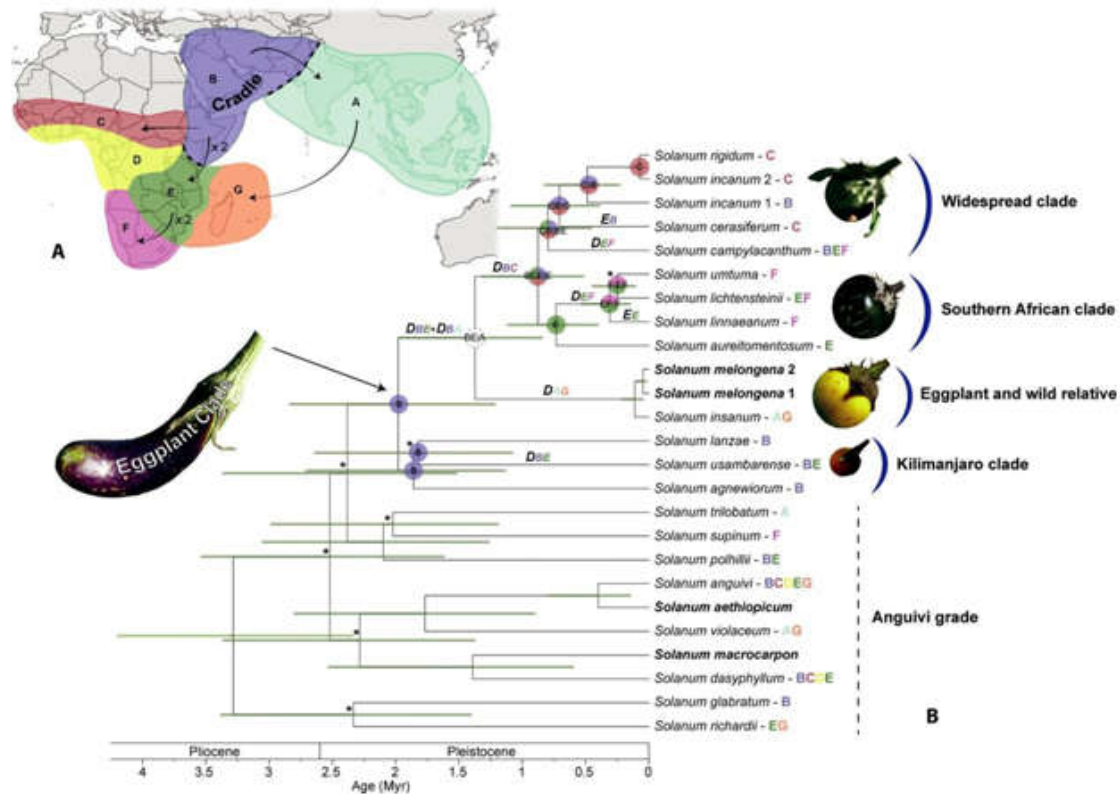 B
Cradle
A
C
x2
D
E
G
x2
F
A
Solanum rigidum - C
Solanum incanum 2 - C
Solanum incanum 1 - B
EB
Solanum cerasiferum - C
DEF
Solanum campylacanthum - BEF
Widespread clade
DBC
Solanum umtuma - F
DEF
Solanum lichtensteinii - EF
EE
Solanum linnaeanum - F
Solanum aureitomentosum - E
Southern African clade
DBE+DBA
BEA
Solanum melongena 2
Solanum melongena 1
DAG
Solanum insanum - AG
Eggplant and wild relative
Eggplant Clade
B
Solanum lanzae - B
B
DBE
Solanum usambarense - BE
B
Solanum agnewiorum - B
Kilimanjaro clade
Solanum trilobatum - A
Solanum supinum - F
Solanum polhillii - BE
Solanum anguivi - BCDEG
Solanum aethiopicum
Solanum violaceum - AG
Solanum macrocarpon
Solanum dasyphyllum - BCDE
Solanum glabratum - B
Solanum richardii - EG
Anguivi grade
B
Pliocene Pleistocene
4 3.5 3 2.5 2 1.5 1 0.5 0
Age (Myr)